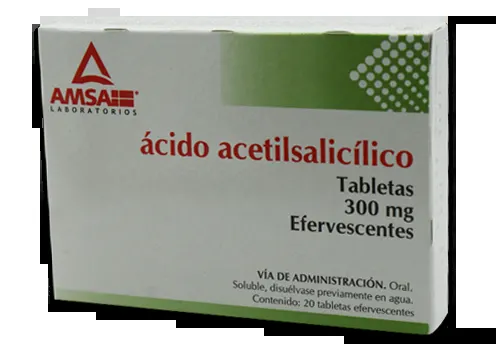 AMSA
LABORATORIOS
ácido acetilsalicílico
Tabletas
300 mg
Efervescentes
VÍA DE ADMINISTRACIÓN. Oral.
Soluble, disuélvase previamente en agua.
Contenido: 20 tabletas efervescentes